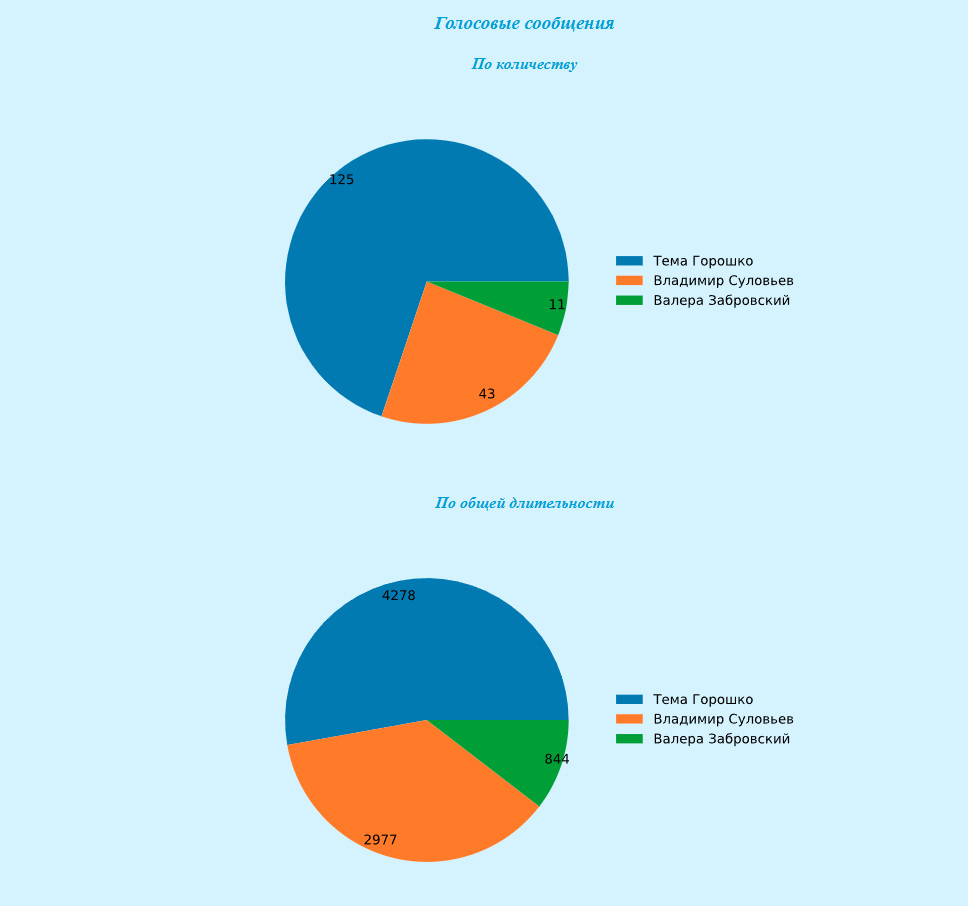 Голосовые сообщения
По количеству
125
Тема Горошко
Владимир Суловьев
Валера Забровский
11
43
По общей длительности
4278
Тема Горошко
Владимир Суловьев
Валера Забровский
844
2977